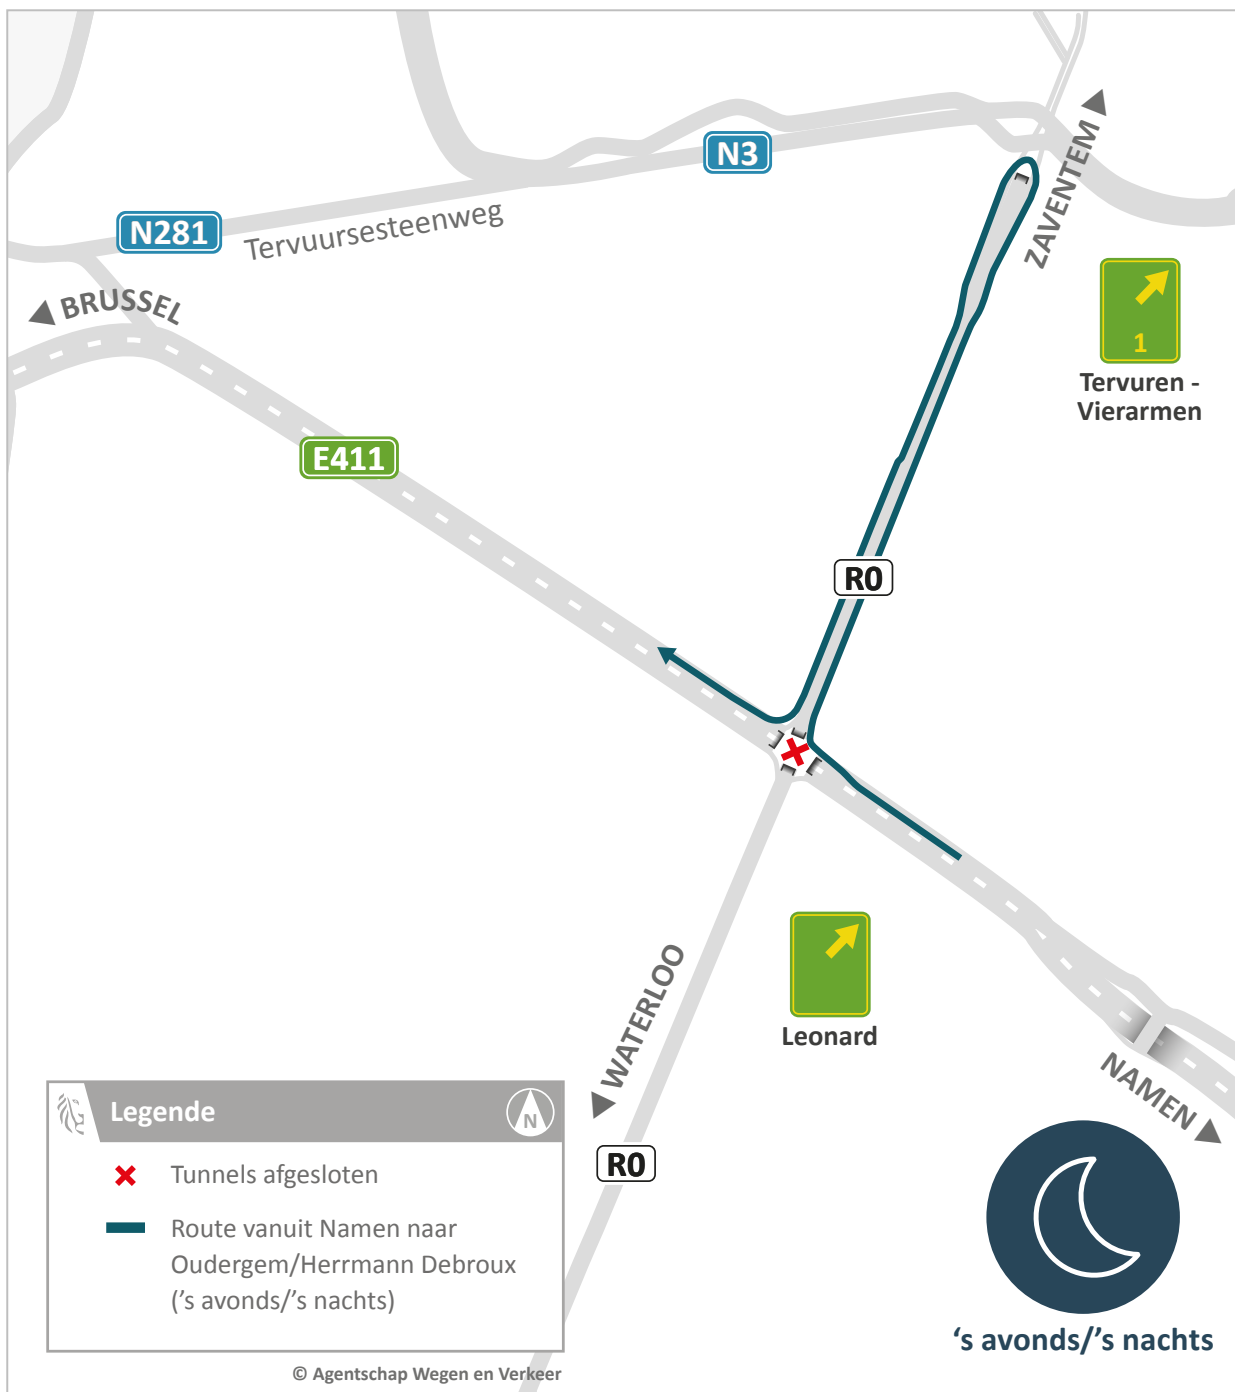 ZAVENTEM
N3
N281
Tervuursesteenweg
BRUSSEL
1
Tervuren -
Vierarmen
E411
R0
Leonard
WATERLOO
NAMEN
R0
Legende
N
Tunnels afgesloten
Route vanuit Namen naar
Oudergem/Herrmann Debroux
('s avonds/'s nachts)
‘s avonds/’s nachts
© Agentschap Wegen en Verkeer